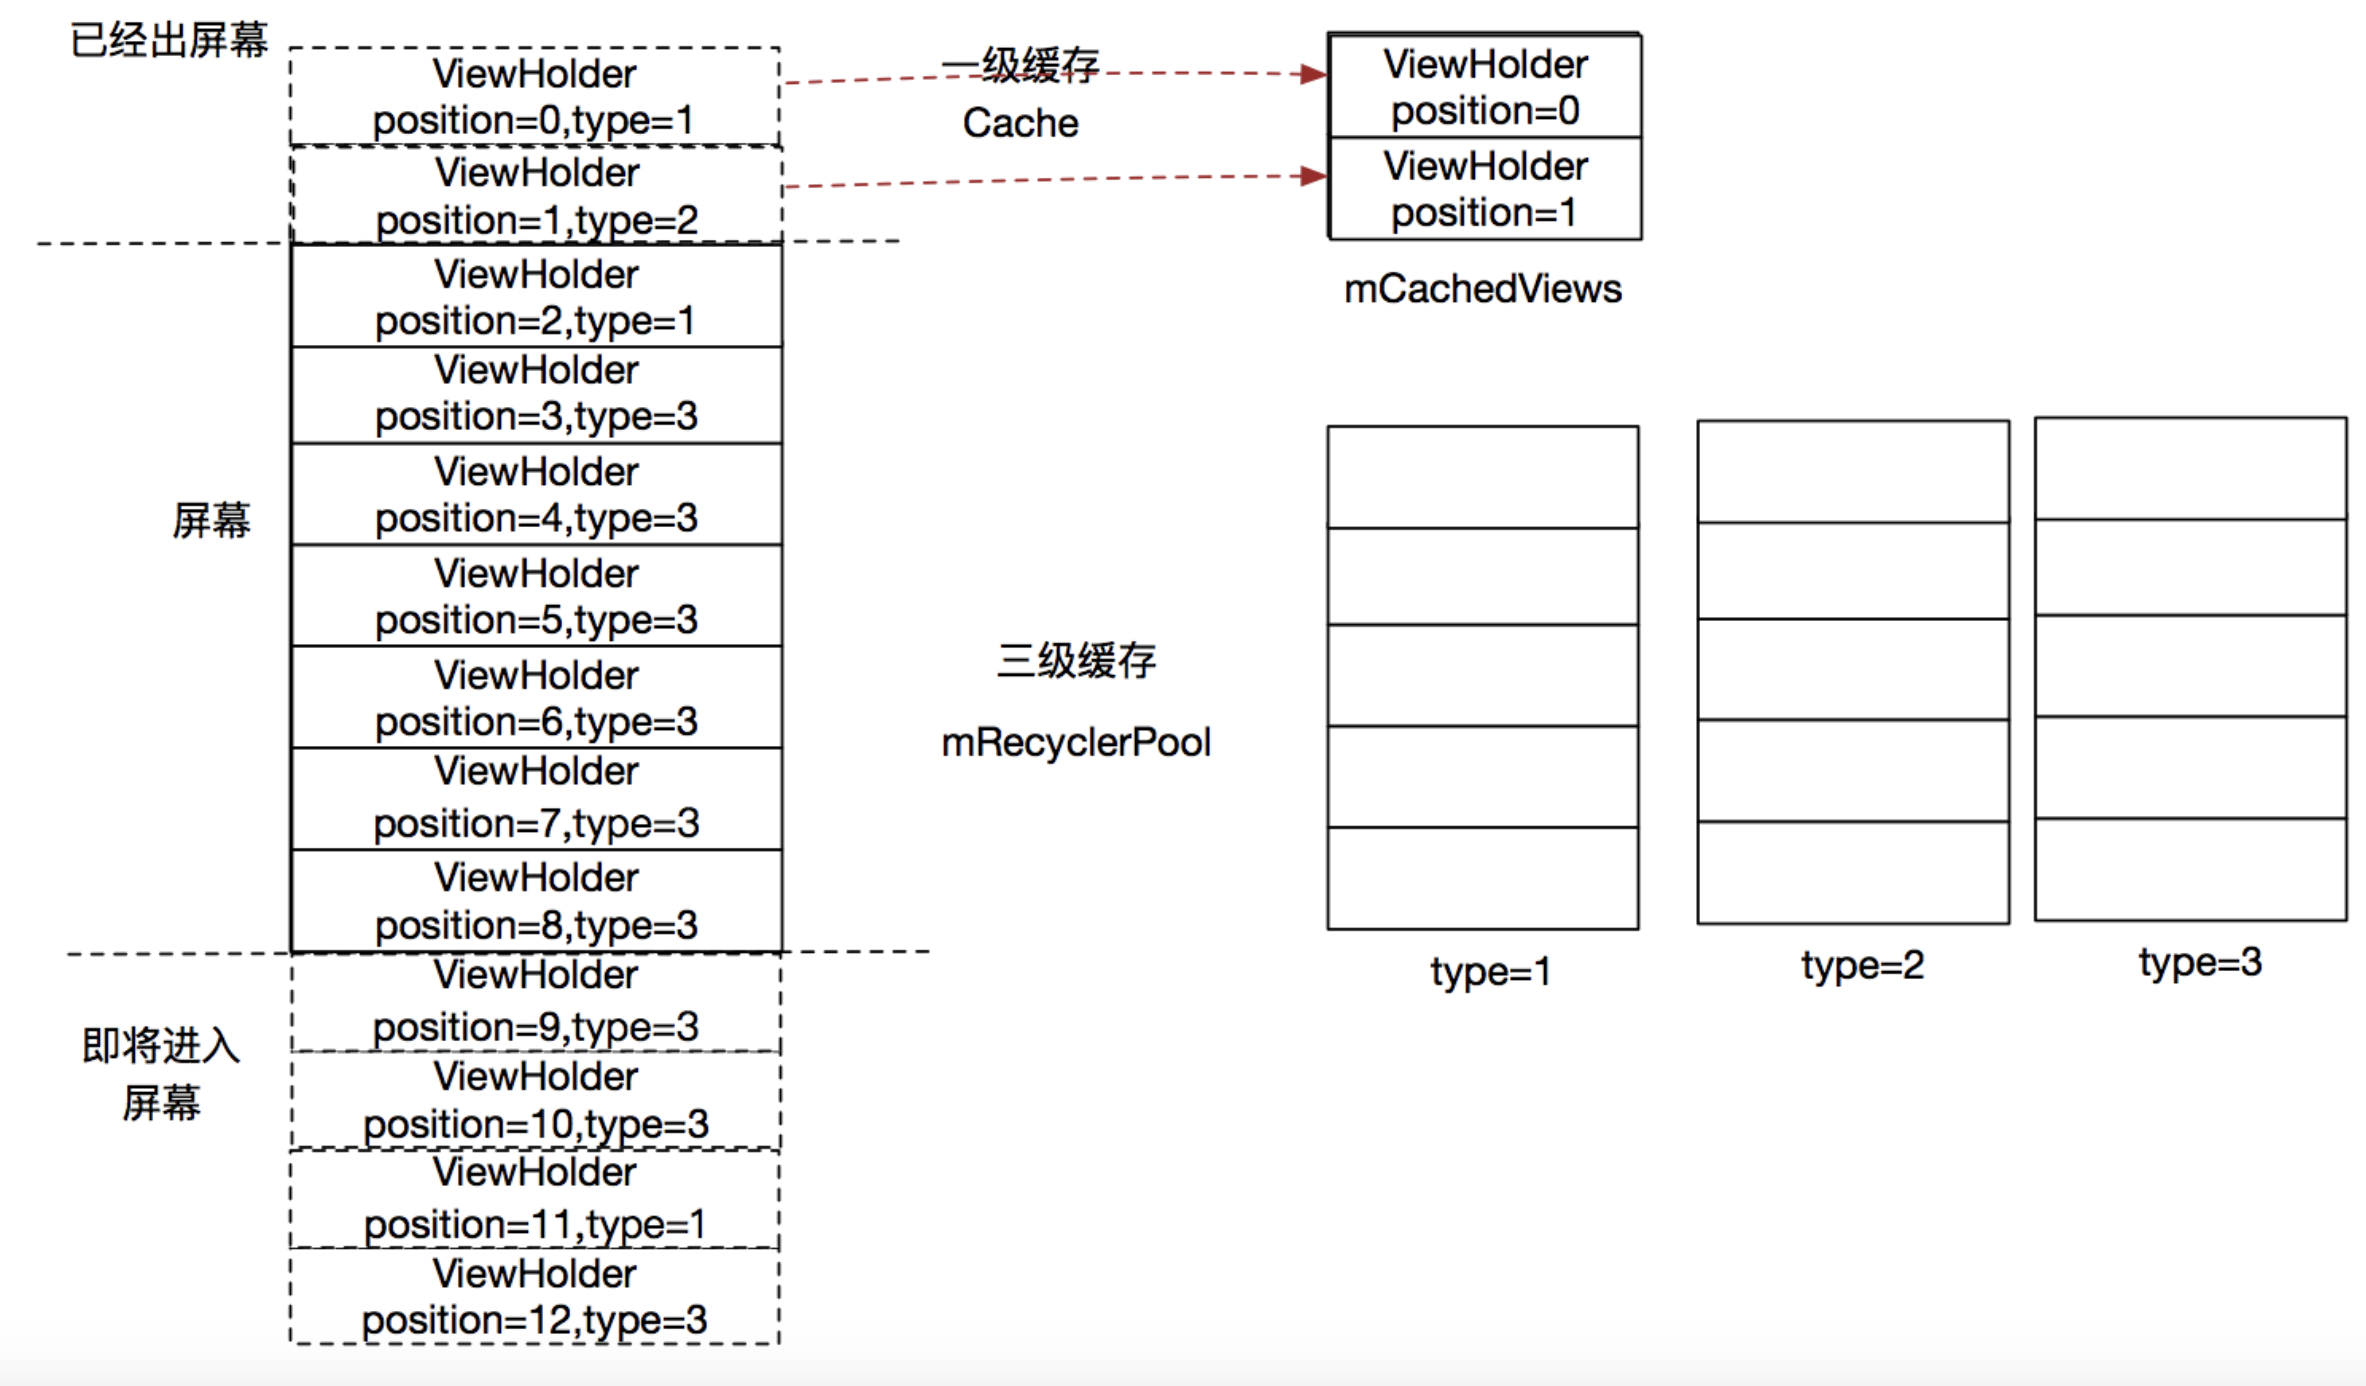 已经出屏幕
ViewHolder
position=0,type=1
ViewHolder
position=1,type=2
屏幕
ViewHolder
position=2,type=1
ViewHolder
position=3,type=3
ViewHolder
position=4,type=3
ViewHolder
position=5,type=3
ViewHolder
position=6,type=3
ViewHolder
position=7,type=3
ViewHolder
position=8,type=3
即将进入
屏幕
ViewHolder
position=9,type=3
ViewHolder
position=10,type=3
ViewHolder
position=11,type=1
ViewHolder
position=12,type=3
一级缓存
Cache
ViewHolder
position=0
ViewHolder
position=1
mCachedViews
三级缓存
mRecyclerPool
type=1
type=2
type=3